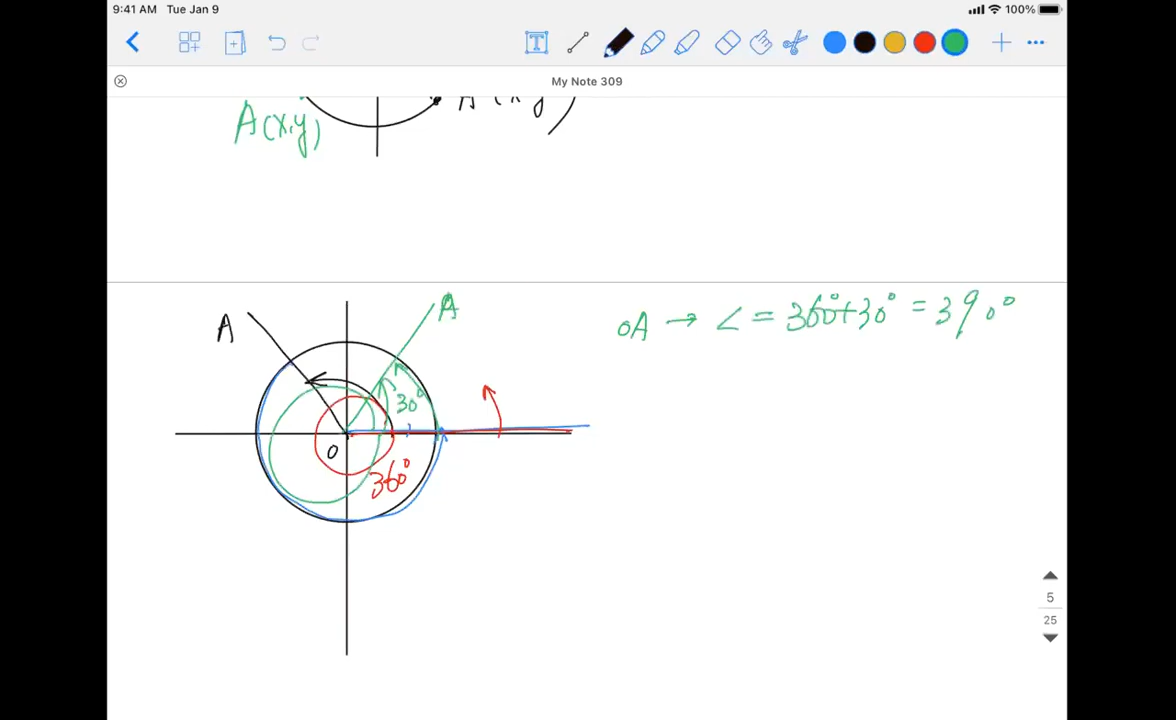 9:41 AM Tue Jan 9
100%
T
My Note 309
A(x,y)
A
A
OA → ∠ = 360°+30° = 390°
30°
O
360°
5
25